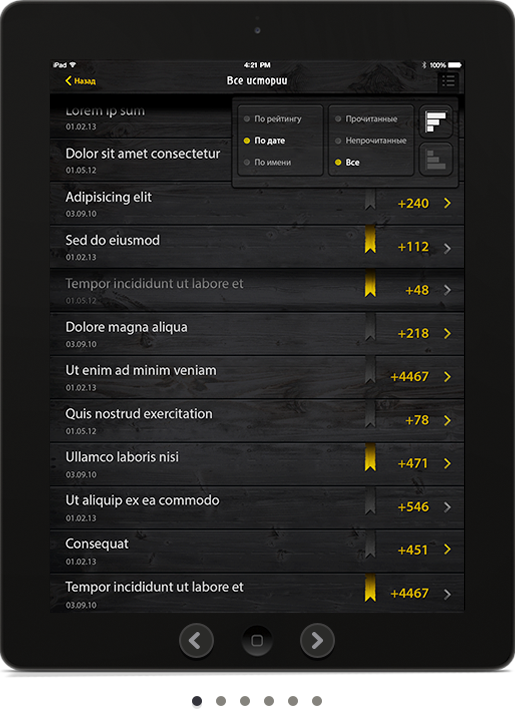 iPad 4:21 PM 100%
Назад Все истории
Lorem ip sum
01.02.13
По рейтингу Прочитанные
По дате Непрочитанные
По имени Все
Dolor sit amet consectetur
01.05.12
Adipisicing elit +240
03.09.10
Sed do eiusmod +112
01.02.13
Tempor incididunt ut labore et +48
01.05.12
Dolore magna aliqua +218
03.09.10
Ut enim ad minim veniam +4467
01.02.13
Quis nostrud exercitation +78
01.05.12
Ullamco laboris nisi +471
03.09.10
Ut aliquip ex ea commodo +546
01.02.13
Consequat +451
01.02.13
Tempor incididunt ut labore et +4467
03.09.10